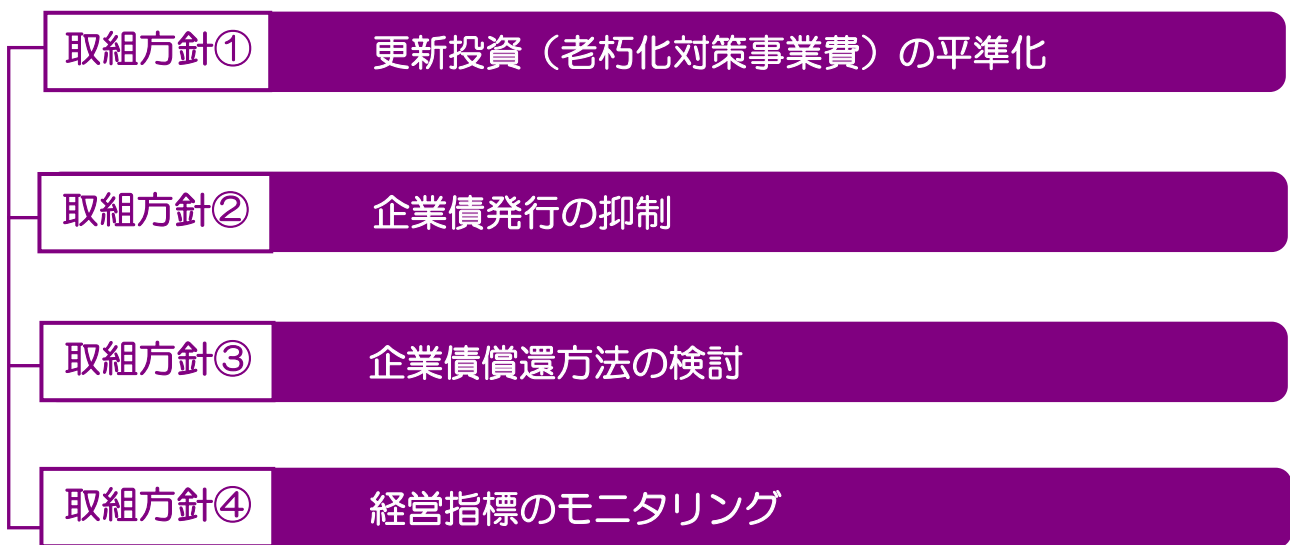 取組方針① 更新投資（老朽化対策事業費）の平準化
取組方針② 企業債発行の抑制
取組方針③ 企業債償還方法の検討
取組方針④ 経営指標のモニタリング